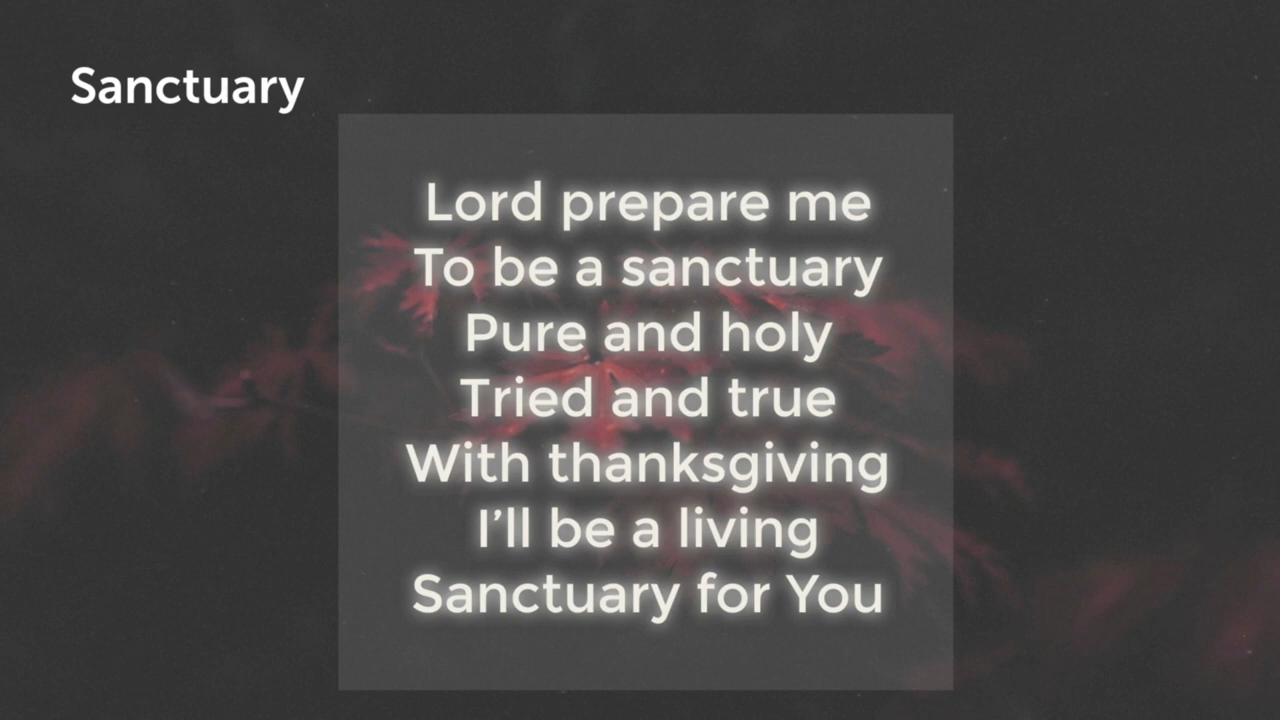 Sanctuary
Lord prepare me
To be a sanctuary
Pure and holy
Tried and true
With thanksgiving
I’ll be a living
Sanctuary for You